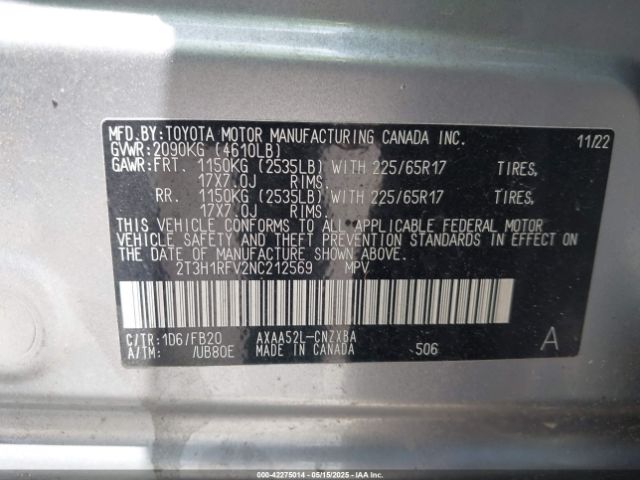 MFD.BY:TOYOTA MOTOR MANUFACTURING CANADA INC. 11/22
GVWR:2090KG (4610LB)
GAWR:FRT. 1150KG (2535LB) WITH 225/65R17 TIRES,
17X7.0J RIMS,
RR. 1150KG (2535LB) WITH 225/65R17 TIRES,
17X7.0J RIMS,
THIS VEHICLE CONFORMS TO ALL APPLICABLE FEDERAL MOTOR
VEHICLE SAFETY AND THEFT PREVENTION STANDARDS IN EFFECT ON
THE DATE OF MANUFACTURE SHOWN ABOVE.
2T3H1RFV2NC212569 MPV
C/TR:1D6/FB20 AXAA52L-CNZXBA A
A/TM: /UB80E MADE IN CANADA 506
000-42275014 - 05/15/2025 - IAA Corp.